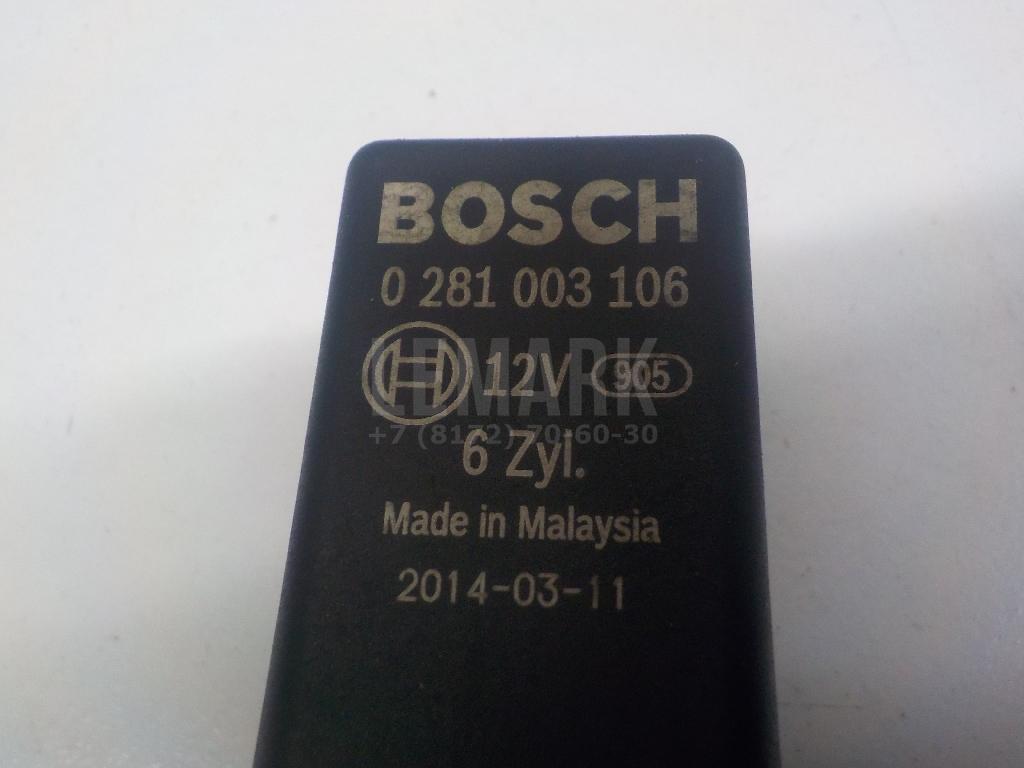 BOSCH
0 281 003 106
12V 905
LEMARK
+7 (8172) 70-60-30
6 Zyl.
Made in Malaysia
2014-03-11